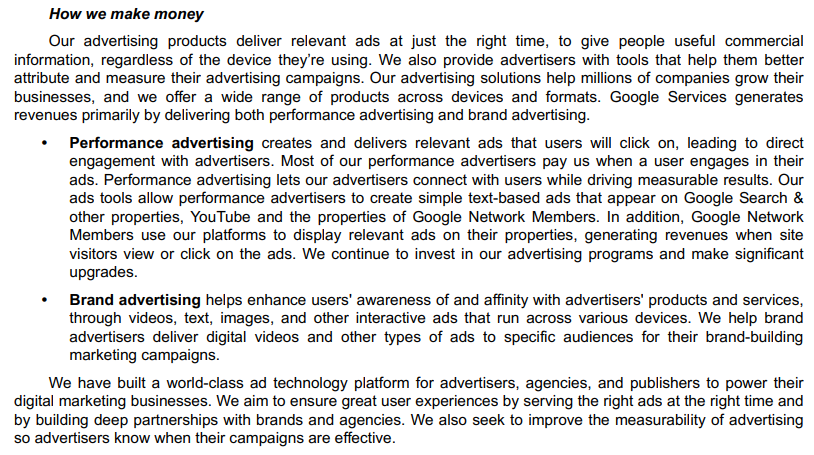 How we make money
Our advertising products deliver relevant ads at just the right time, to give people useful commercial
information, regardless of the device they're using. We also provide advertisers with tools that help them better
attribute and measure their advertising campaigns. Our advertising solutions help millions of companies grow their
businesses, and we offer a wide range of products across devices and formats. Google Services generates
revenues primarily by delivering both performance advertising and brand advertising.
• Performance advertising creates and delivers relevant ads that users will click on, leading to direct
engagement with advertisers. Most of our performance advertisers pay us when a user engages in their
ads. Performance advertising lets our advertisers connect with users while driving measurable results. Our
ads tools allow performance advertisers to create simple text-based ads that appear on Google Search &
other properties, YouTube and the properties of Google Network Members. In addition, Google Network
Members use our platforms to display relevant ads on their properties, generating revenues when site
visitors view or click on the ads. We continue to invest in our advertising programs and make significant
upgrades.
• Brand advertising helps enhance users' awareness of and affinity with advertisers' products and services,
through videos, text, images, and other interactive ads that run across various devices. We help brand
advertisers deliver digital videos and other types of ads to specific audiences for their brand-building
marketing campaigns.
We have built a world-class ad technology platform for advertisers, agencies, and publishers to power their
digital marketing businesses. We aim to ensure great user experiences by serving the right ads at the right time and
by building deep partnerships with brands and agencies. We also seek to improve the measurability of advertising
so advertisers know when their campaigns are effective.